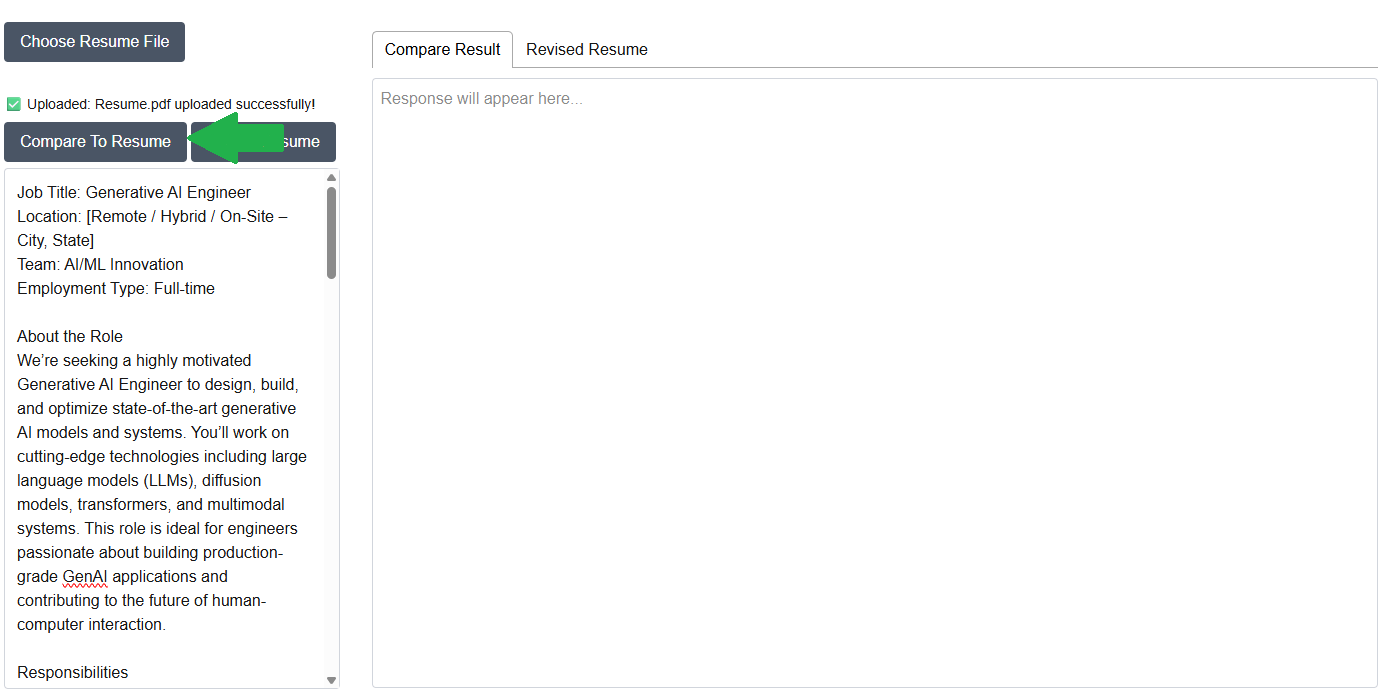 Choose Resume File
Compare Result
Revised Resume
Uploaded: Resume.pdf uploaded successfully!
Compare To Resume
sume
Response will appear here...
Job Title: Generative AI Engineer
Location: [Remote / Hybrid / On-Site –
City, State]
Team: AI/ML Innovation
Employment Type: Full-time
About the Role
We’re seeking a highly motivated
Generative AI Engineer to design, build,
and optimize state-of-the-art generative
AI models and systems. You’ll work on
cutting-edge technologies including large
language models (LLMs), diffusion
models, transformers, and multimodal
systems. This role is ideal for engineers
passionate about building production-
grade GenAI applications and
contributing to the future of human-
computer interaction.
Responsibilities